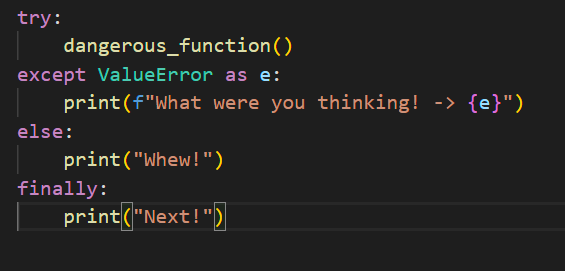 try:
    dangerous_function()
except ValueError as e:
    print(f"What were you thinking! -> {e}")
else:
    print("Whew!")
finally:
    print("Next!")